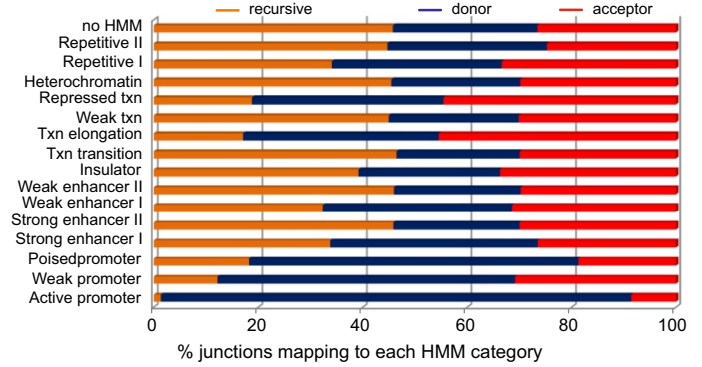 recursive donor acceptor
no HMM
Repetitive II
Repetitive I
Heterochromatin
Repressed txn
Weak txn
Txn elongation
Txn transition
Insulator
Weak enhancer II
Weak enhancer I
Strong enhancer II
Strong enhancer I
Poisedpromoter
Weak promoter
Active promoter
0 20 40 60 80 100
% junctions mapping to each HMM category